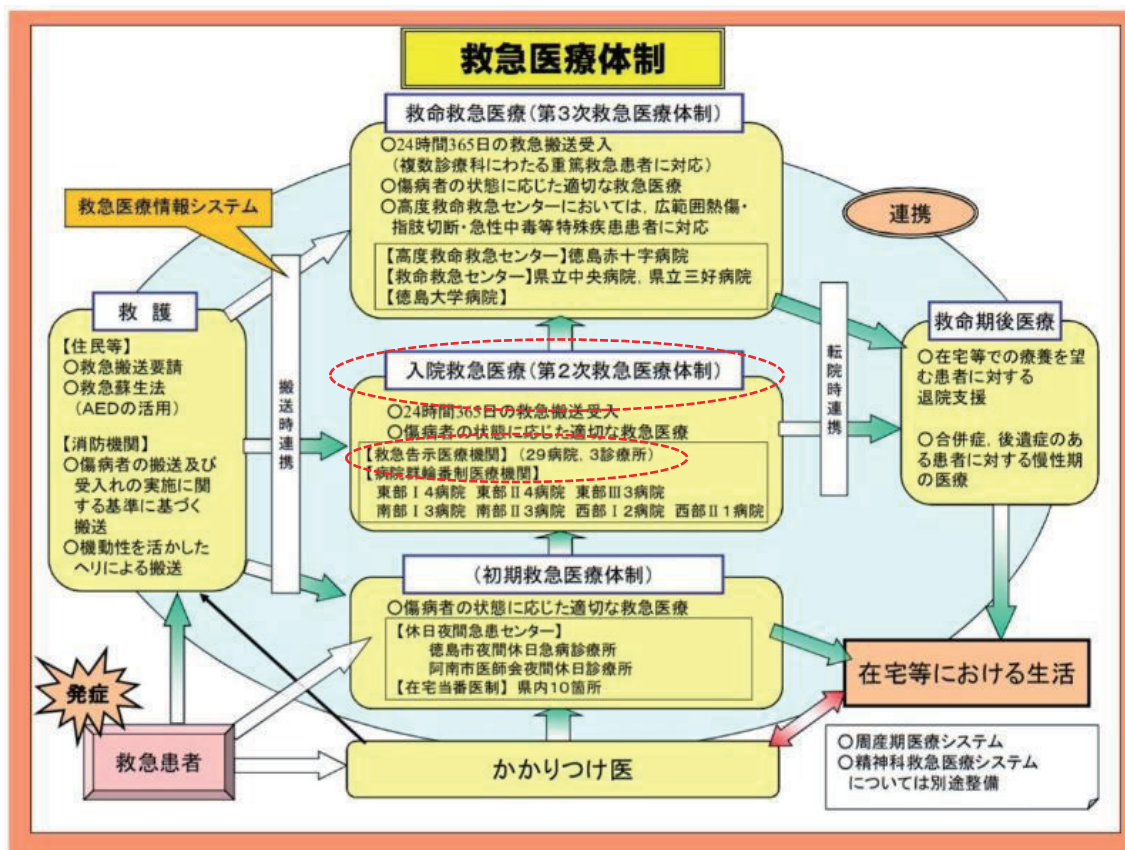 救急医療体制
救命救急医療(第3次救急医療体制)
○24時間365日の救急搬送受入
(複数診療科にわたる重篤救急患者に対応)
○傷病者の状態に応じた適切な救急医療
○高度救命救急センターにおいては，広範囲熱傷・
指肢切断・急性中毒等特殊疾患患者に対応
【高度救命救急センター】徳島赤十字病院
【救命救急センター】県立中央病院，県立三好病院
【徳島大学病院】
救急医療情報システム
連携
救護
【住民等】
○救急搬送要請
○救急蘇生法
(AEDの活用)
【消防機関】
○傷病者の搬送及び
受入れの実施に関
する基準に基づく
搬送
○機動性を活かした
ヘリによる搬送
搬送時連携
入院救急医療(第2次救急医療体制)
○24時間365日の救急搬送受入
○傷病者の状態に応じた適切な救急医療
【救急告示医療機関】(29病院，3診療所)
【病院群輪番制医療機関】
東部Ⅰ4病院 東部Ⅱ4病院 東部Ⅲ3病院
南部Ⅰ3病院 南部Ⅱ3病院 西部Ⅰ2病院 西部Ⅱ1病院
転院時連携
救命期後医療
○在宅等での療養を望
む患者に対する
退院支援
○合併症，後遺症のあ
る患者に対する慢性期
の医療
(初期救急医療体制)
○傷病者の状態に応じた適切な救急医療
【休日夜間急患センター】
徳島市夜間休日急病診療所
阿南市医師会夜間休日診療所
【在宅当番医制】県内10箇所
在宅等における生活
発症
救急患者
かかりつけ医
○周産期医療システム
○精神科救急医療システム
については別途整備